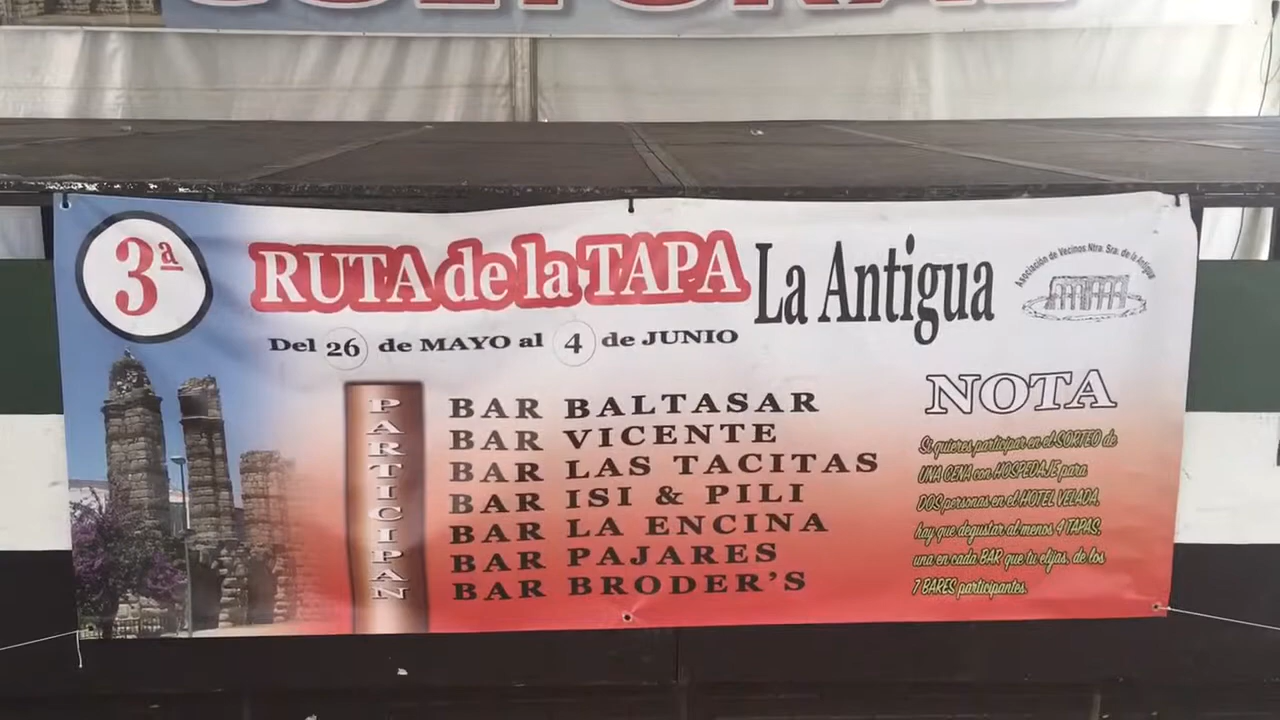 CULTURAL
3ª
RUTA de la TAPA La Antigua
Del 26 de MAYO al 4 de JUNIO
Asociación de Vecinos Ntra. Sra. de la Antigua
PARTICIPAN
BAR BALTASAR
BAR VICENTE
BAR LAS TACITAS
BAR ISI & PILI
BAR LA ENCINA
BAR PAJARES
BAR BRODER'S
NOTA
Si quieres participar en el SORTEO de
UNA CENA con HOSPEDAJE para
DOS personas en el HOTEL VELADA,
hay que degustar al menos 4 TAPAS,
una en cada BAR que tu elijas, de los
7 BARES participantes.